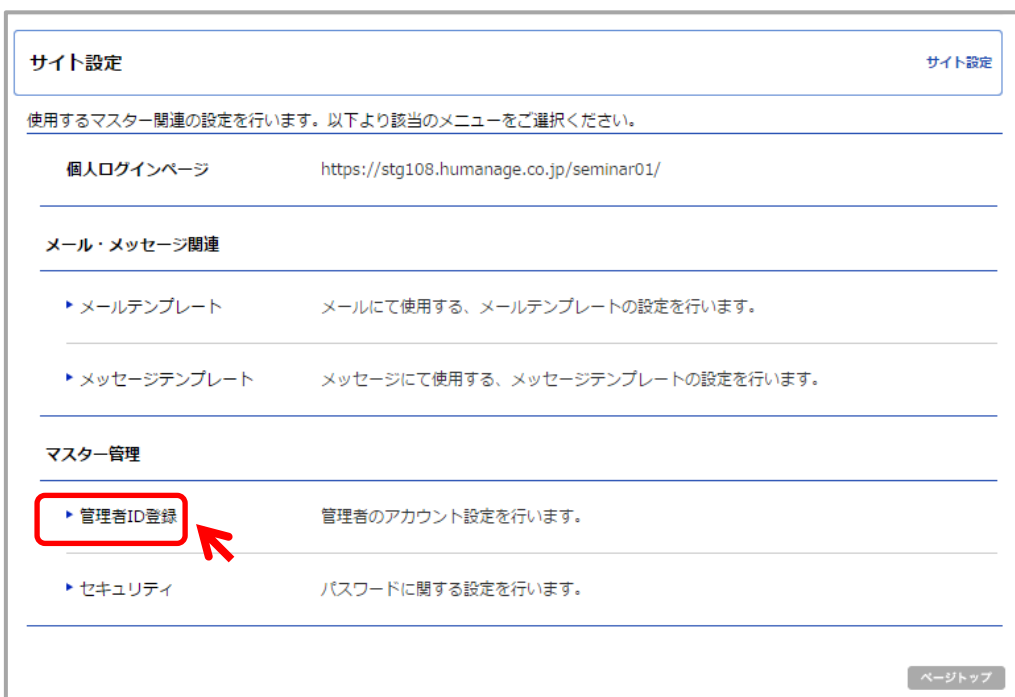 サイト設定
サイト設定
使用するマスター関連の設定を行います。以下より該当のメニューをご選択ください。
個人ログインページ https://stg108.humanage.co.jp/seminar01/
メール・メッセージ関連
メールテンプレート メールにて使用する、メールテンプレートの設定を行います。
メッセージテンプレート メッセージにて使用する、メッセージテンプレートの設定を行います。
マスター管理
管理者ID登録 管理者のアカウント設定を行います。
セキュリティ パスワードに関する設定を行います。
ページトップ